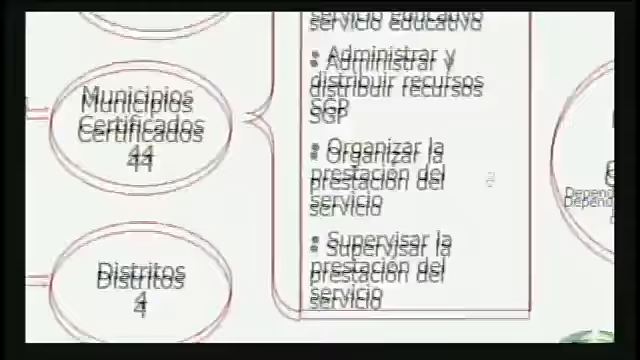 servicio educativo
• Administrar y
distribuir recursos
SGP
Municipios
Certificados
44
• Organizar la
prestación del
servicio
Depend
• Supervisar la
prestación del
servicio
Distritos
4